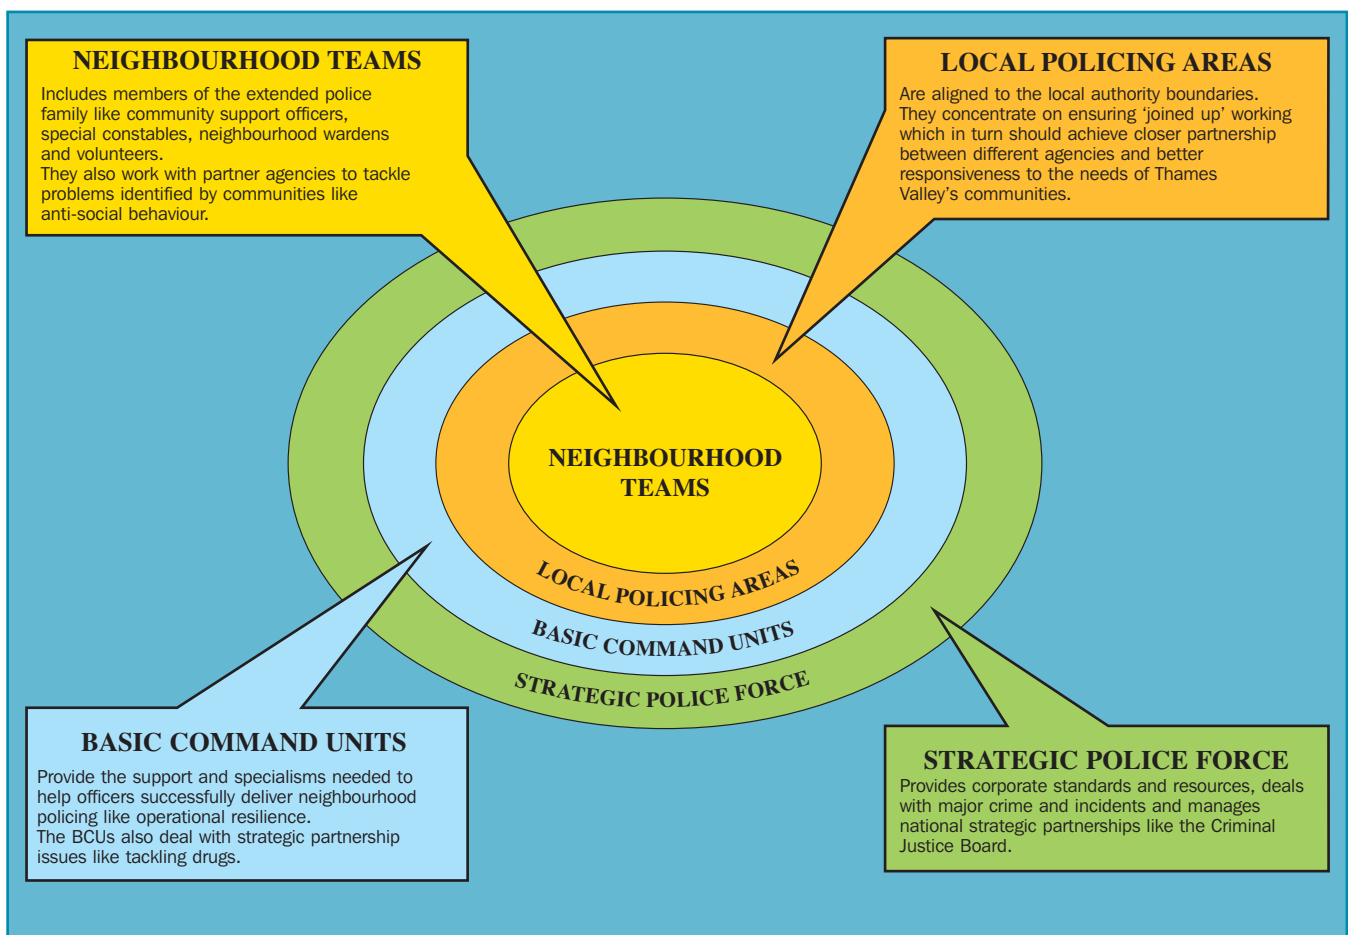 NEIGHBOURHOOD TEAMS
Includes members of the extended police
family like community support officers,
special constables, neighbourhood wardens
and volunteers.
They also work with partner agencies to tackle
problems identified by communities like
anti-social behaviour.
LOCAL POLICING AREAS
Are aligned to the local authority boundaries.
They concentrate on ensuring ‘joined up’ working
which in turn should achieve closer partnership
between different agencies and better
responsiveness to the needs of Thames
Valley’s communities.
NEIGHBOURHOOD
TEAMS
LOCAL POLICING AREAS
BASIC COMMAND UNITS
STRATEGIC POLICE FORCE
BASIC COMMAND UNITS
Provide the support and specialisms needed to
help officers successfully deliver neighbourhood
policing like operational resilience.
The BCUs also deal with strategic partnership
issues like tackling drugs.
STRATEGIC POLICE FORCE
Provides corporate standards and resources, deals
with major crime and incidents and manages
national strategic partnerships like the Criminal
Justice Board.